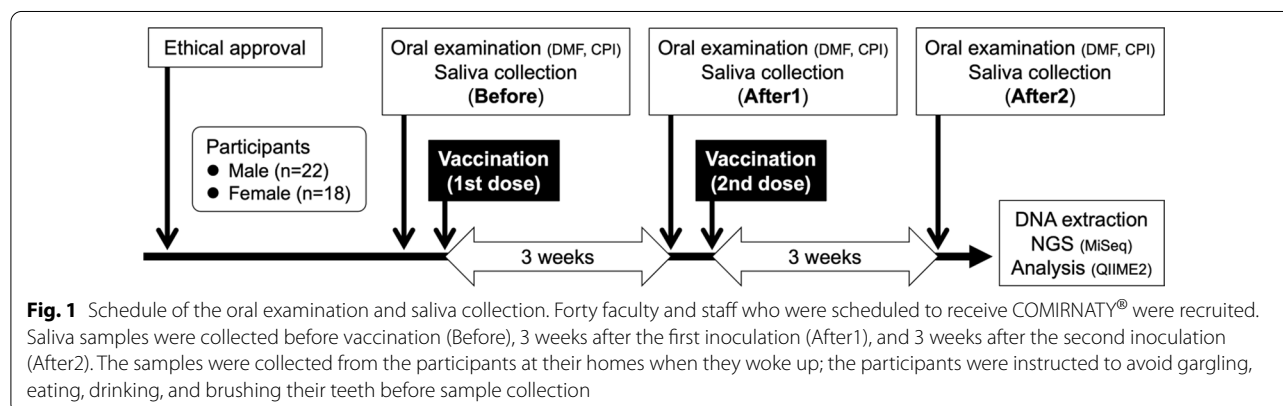 Ethical approval
Oral examination (DMF, CPI)
Saliva collection
(Before)
Oral examination (DMF, CPI)
Saliva collection
(After1)
Oral examination (DMF, CPI)
Saliva collection
(After2)
Participants
● Male (n=22)
● Female (n=18)
Vaccination
(1st dose)
Vaccination
(2nd dose)
3 weeks
3 weeks
DNA extraction
NGS (MiSeq)
Analysis (QIIME2)
Fig. 1 Schedule of the oral examination and saliva collection. Forty faculty and staff who were scheduled to receive COMIRNATY® were recruited.
Saliva samples were collected before vaccination (Before), 3 weeks after the first inoculation (After1), and 3 weeks after the second inoculation
(After2). The samples were collected from the participants at their homes when they woke up; the participants were instructed to avoid gargling,
eating, drinking, and brushing their teeth before sample collection